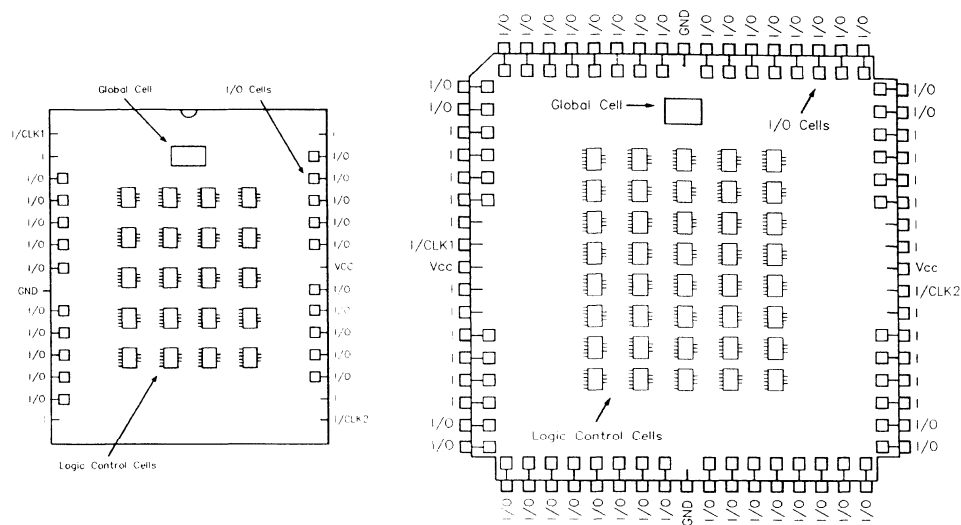 Global Cell
I/O Cells
I/CLK1
I
I/O
I/O
I/O
I/O
I/O
GND
I/O
I/O
I/O
I/O
I/O
I
I
I/O
I/O
I/O
I/O
I/O
VCC
I/O
I/O
I/O
I/O
I/O
I
I/CLK2
Logic Control Cells
I/O I/O I/O I/O I/O I/O I/O I/O GND I/O I/O I/O I/O I/O I/O I/O I/O
Global Cell
I/O Cells
I/O
I/O
I
I
I
I
I
I/CLK1
Vcc
I
I
I
I
I
I
I/O
I/O
I/O
I/O
I
I
I
I
I
I
Vcc
I/CLK2
I
I
I
I
I
I/O
I/O
Logic Control Cells
I/O I/O I/O I/O I/O I/O I/O I/O GND I/O I/O I/O I/O I/O I/O I/O I/O